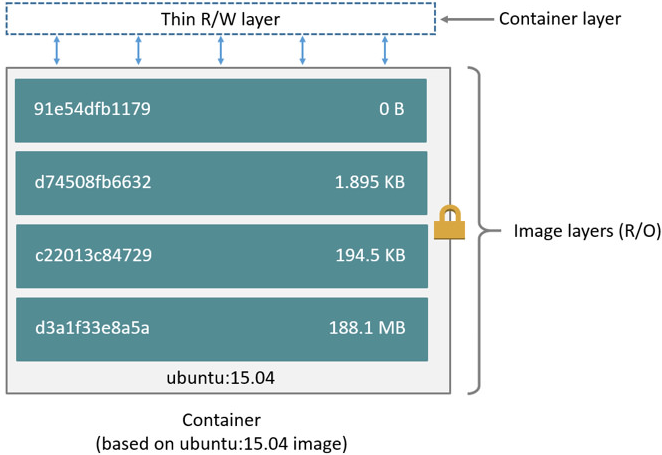 Thin R/W layer
Container layer
91e54dfb1179 0 B
d74508fb6632 1.895 KB
c22013c84729 194.5 KB
d3a1f33e8a5a 188.1 MB
Image layers (R/O)
ubuntu:15.04
Container
(based on ubuntu:15.04 image)